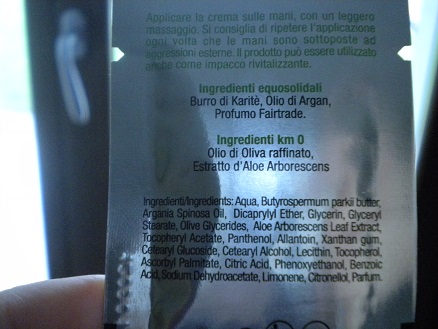 Applicare la crema sulle mani, con un leggero
massaggio. Si consiglia di ripetere l'applicazione
ogni volta che le mani sono sottoposte ad
aggressioni esterne. Il prodotto può essere utilizzato
anche come impacco rivitalizzante.
Ingredienti equosolidali
Burro di Karitè, Olio di Argan,
Profumo Fairtrade.
Ingredienti km 0
Olio di Oliva raffinato,
Estratto d'Aloe Arborescens
Ingredienti/Ingredients: Aqua, Butyrospermum parkii butter,
Argania Spinosa Oil, Dicaprylyl Ether, Glycerin, Glyceryl
Stearate, Olive Glycerides, Aloe Arborescens Leaf Extract,
Tocopheryl Acetate, Panthenol, Allantoin, Xanthan gum,
Cetearyl Glucoside, Cetearyl Alcohol, Lecithin, Tocopherol,
Ascorbyl Palmitate, Citric Acid, Phenoxyethanol, Benzoic
Acid, Sodium Dehydroacetate, Limonene, Citronellol, Parfum.